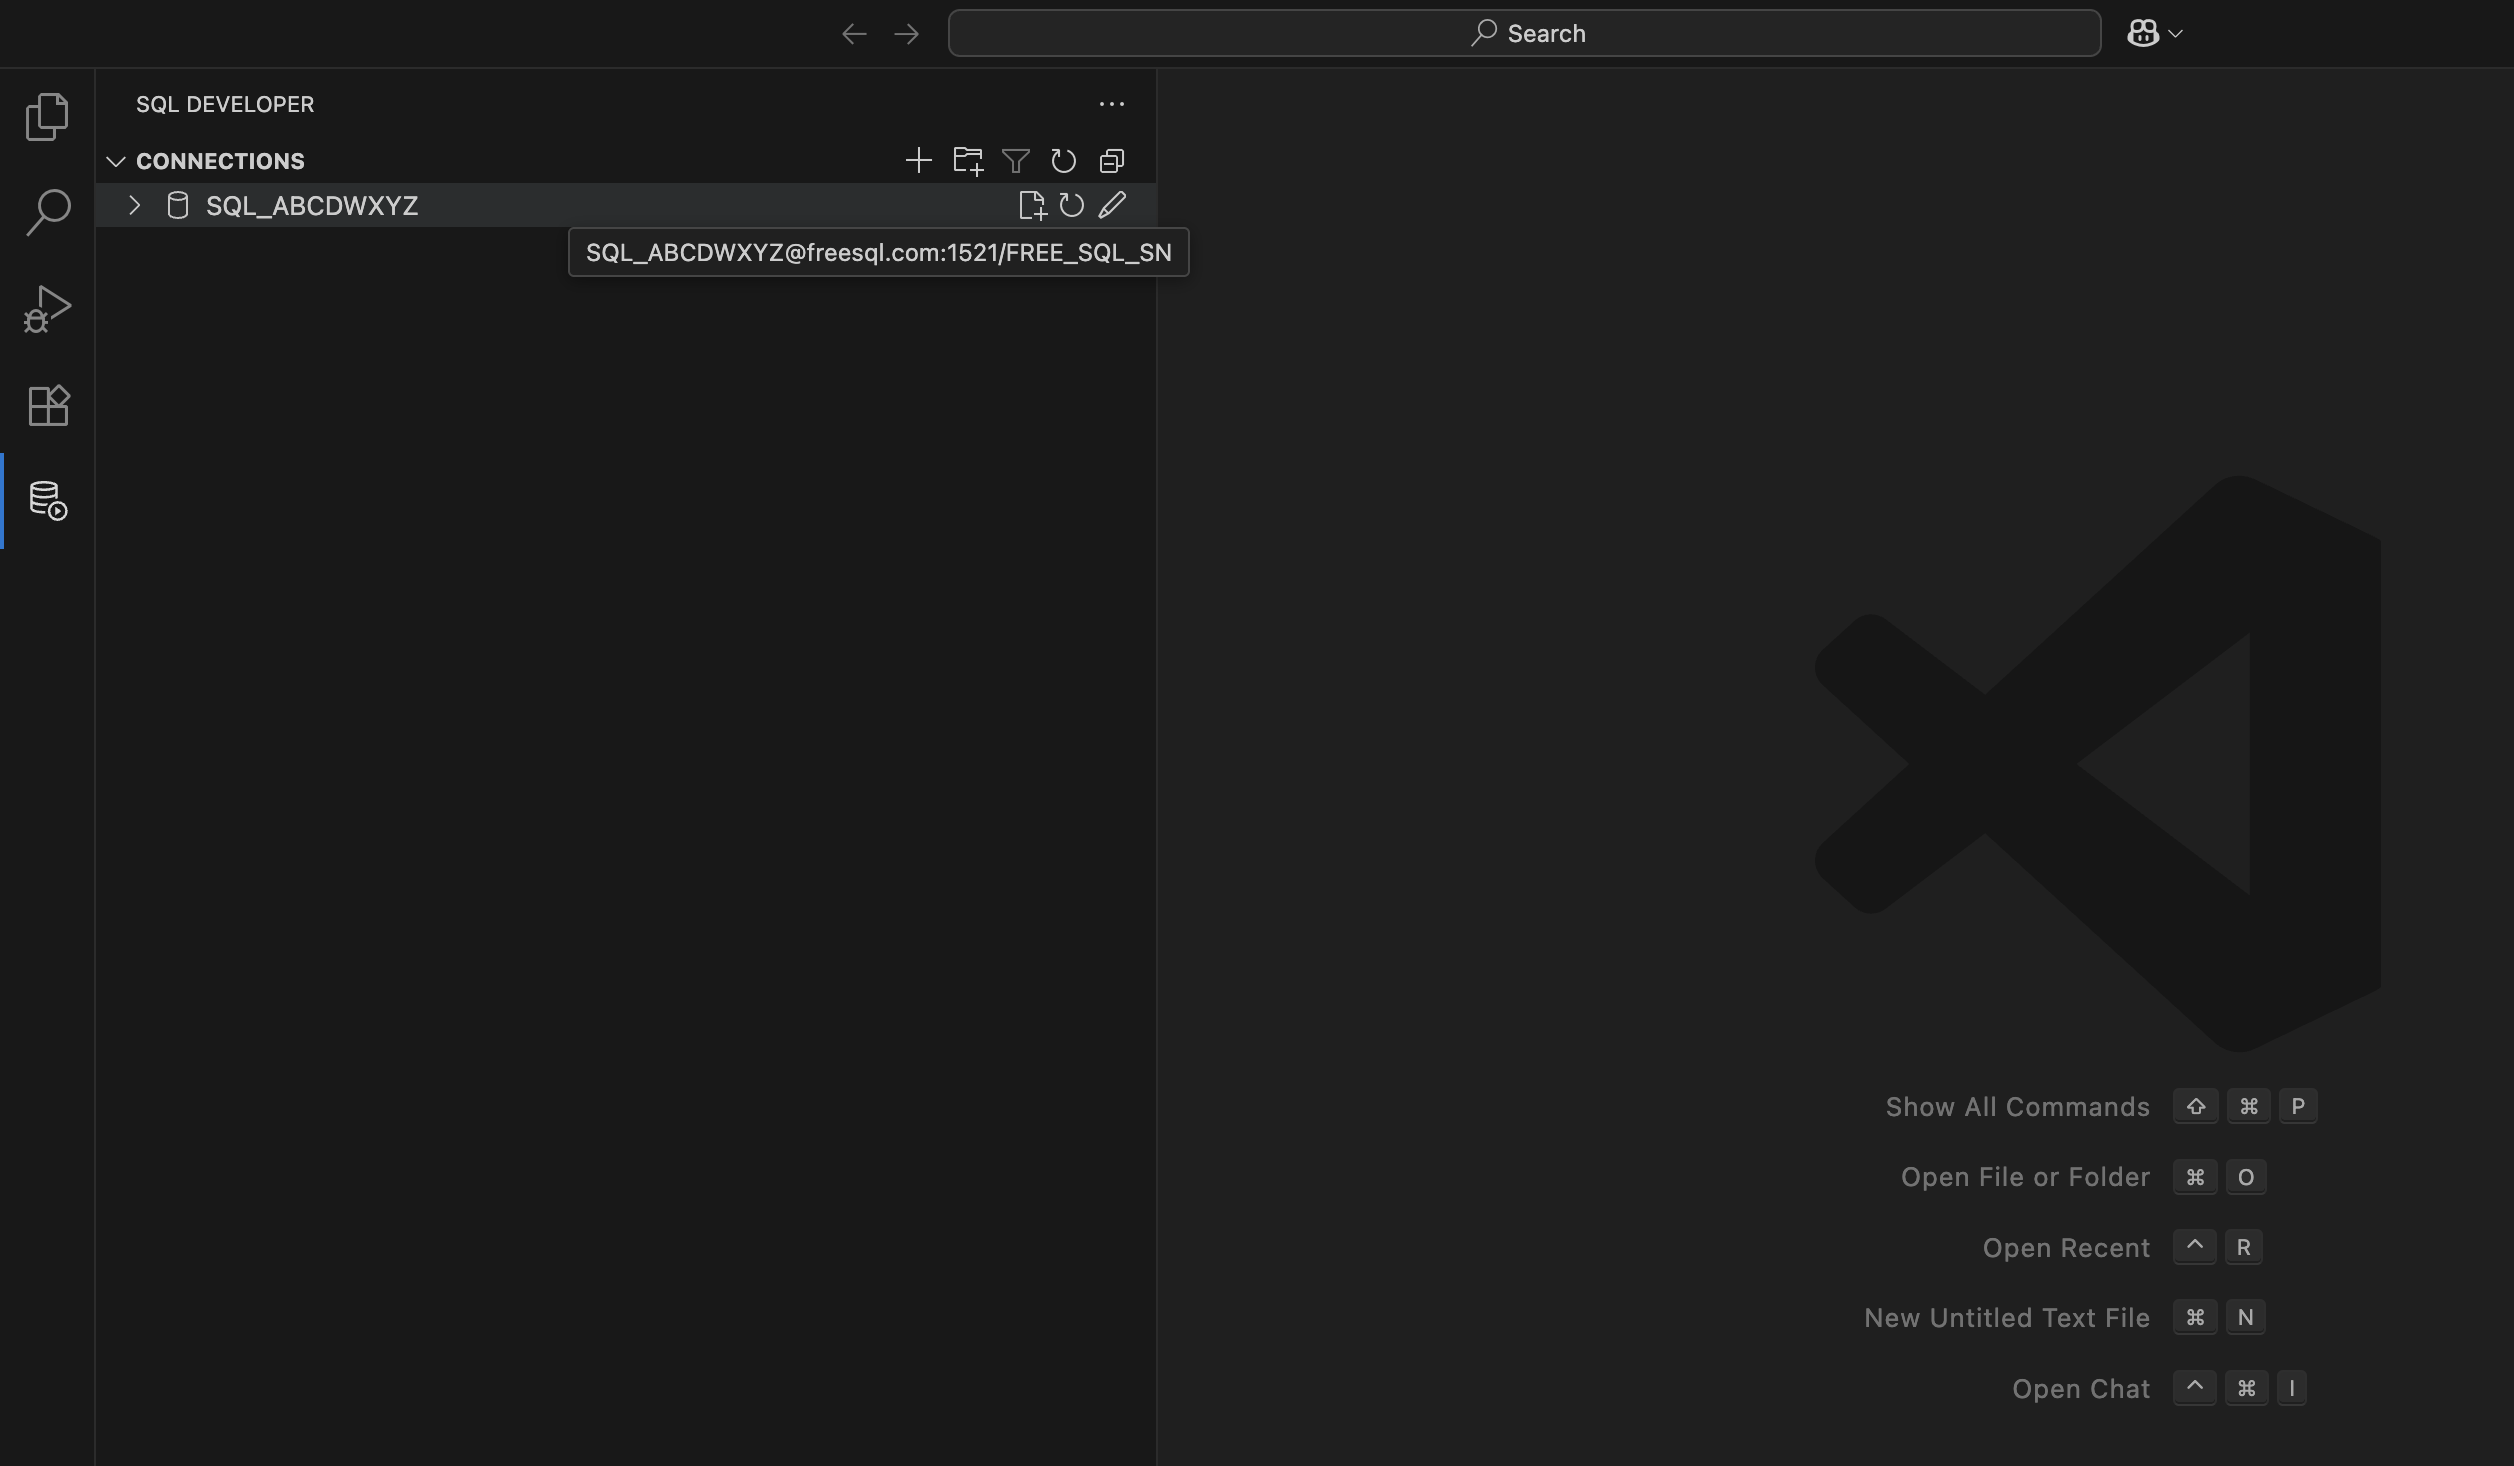 Search
SQL DEVELOPER
CONNECTIONS
SQL_ABCDWXYZ
SQL_ABCDWXYZ@freesql.com:1521/FREE_SQL_SN
Show All Commands ⇧ ⌘ P
Open File or Folder ⌘ O
Open Recent ^ R
New Untitled Text File ⌘ N
Open Chat ^ ⌘ I